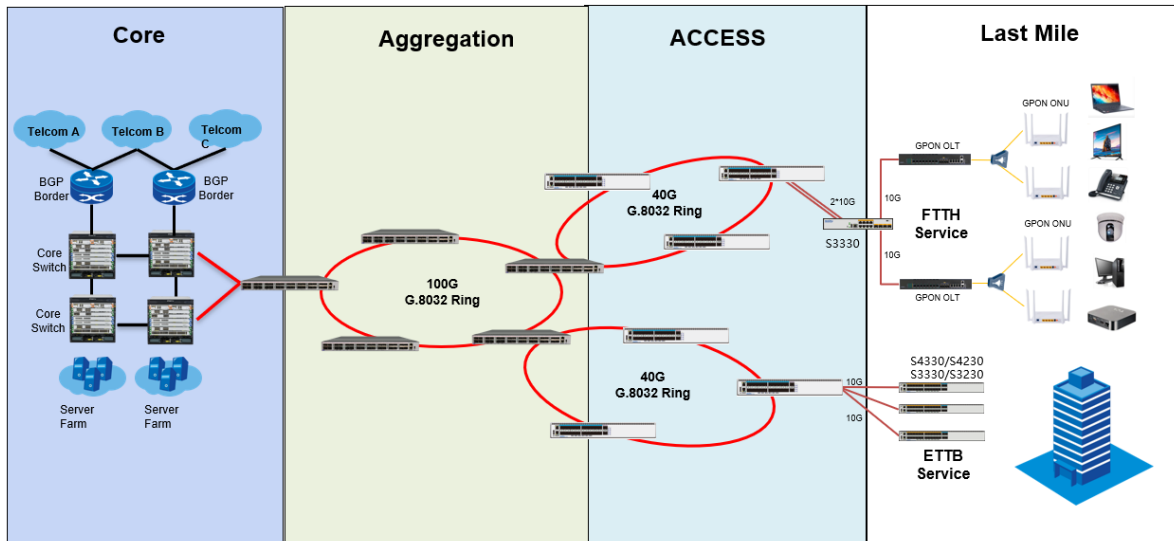 Core
Aggregation
ACCESS
Last Mile
Telcom A
Telcom B
Telcom
C
BGP
Border
BGP
Border
Core
Switch
Core
Switch
Server
Farm
Server
Farm
100G
G.8032 Ring
40G
G.8032 Ring
40G
G.8032 Ring
2*10G
S3330
10G
10G
GPON OLT
FTTH
Service
GPON OLT
GPON ONU
GPON ONU
10G
10G
S4330/S4230
S3330/S3230
ETTB
Service